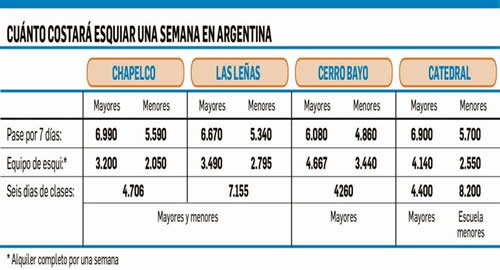 CUÁNTO COSTARÁ ESQUIAR UNA SEMANA EN ARGENTINA
CHAPELCO LAS LEÑAS CERRO BAYO CATEDRAL
Mayores Menores Mayores Menores Mayores Menores Mayores Menores
Pase por 7 días: 6.990 5.590 6.670 5.340 6.080 4.860 6.900 5.700
Equipo de esquí:* 3.200 2.050 3.490 2.795 4.667 3.440 4.140 2.550
Seis días de clases: 4.706 7.155 4260 4.400 8.200
Mayores y menores Mayores Mayores Escuela
menores
* Alquiler completo por una semana